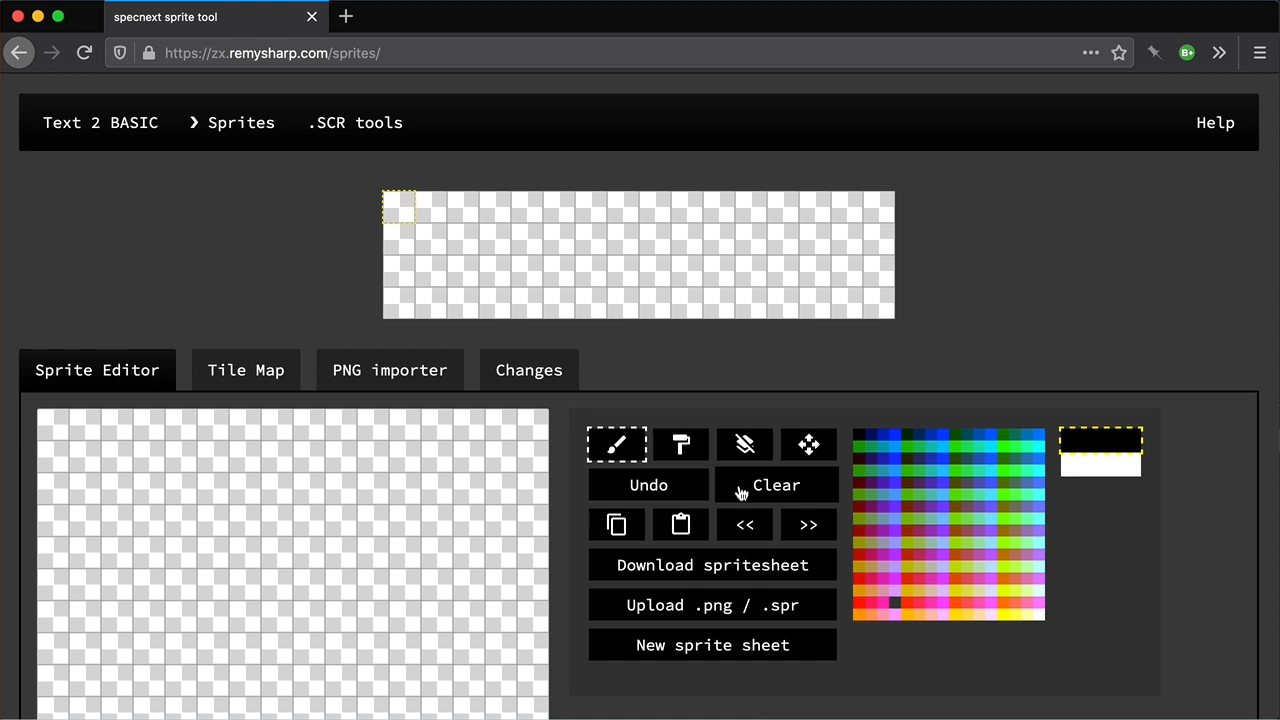 specnext sprite tool
https://zx.remysharp.com/sprites/
B+
Text 2 BASIC
❯ Sprites
.SCR tools
Help
Sprite Editor
Tile Map
PNG importer
Changes
Undo
Clear
<<
>>
Download spritesheet
Upload .png / .spr
New sprite sheet